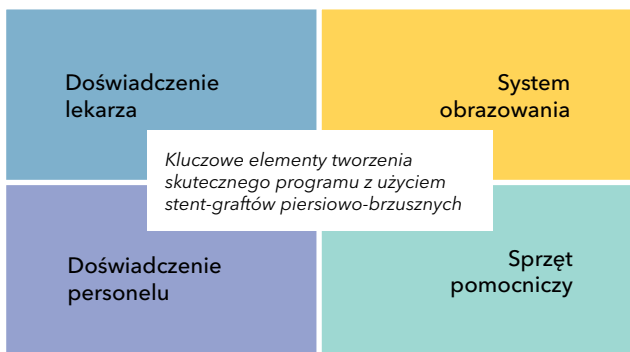 Doświadczenie
lekarza
System
obrazowania
Kluczowe elementy tworzenia
skutecznego programu z użyciem
stent-graftów piersiowo-brzusznych
Doświadczenie
personelu
Sprzęt
pomocniczy